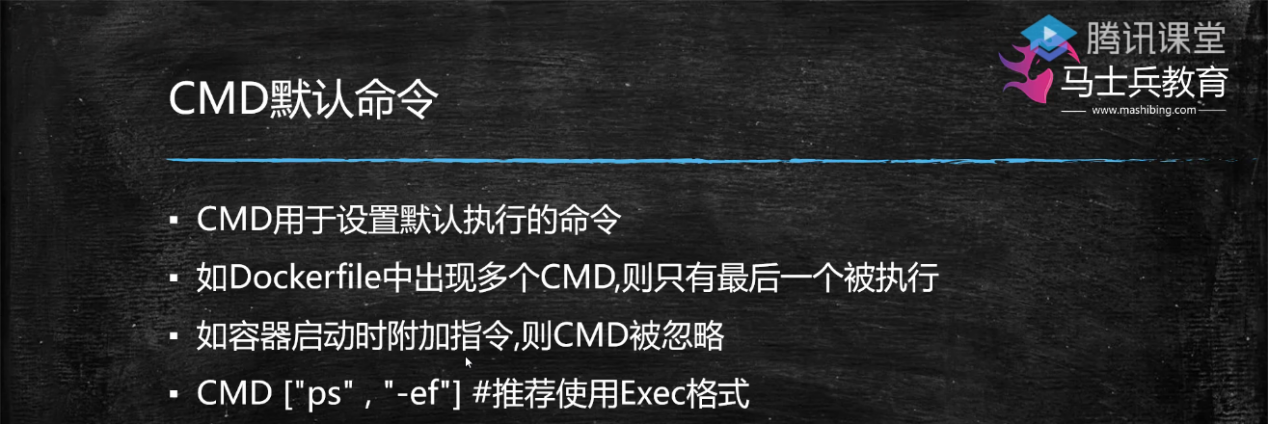 腾讯课堂
马士兵教育
www.mashibing.com
CMD默认命令
▪ CMD用于设置默认执行的命令
▪ 如Dockerfile中出现多个CMD,则只有最后一个被执行
▪ 如容器启动时附加指令,则CMD被忽略
▪ CMD ["ps" , "-ef"] #推荐使用Exec格式